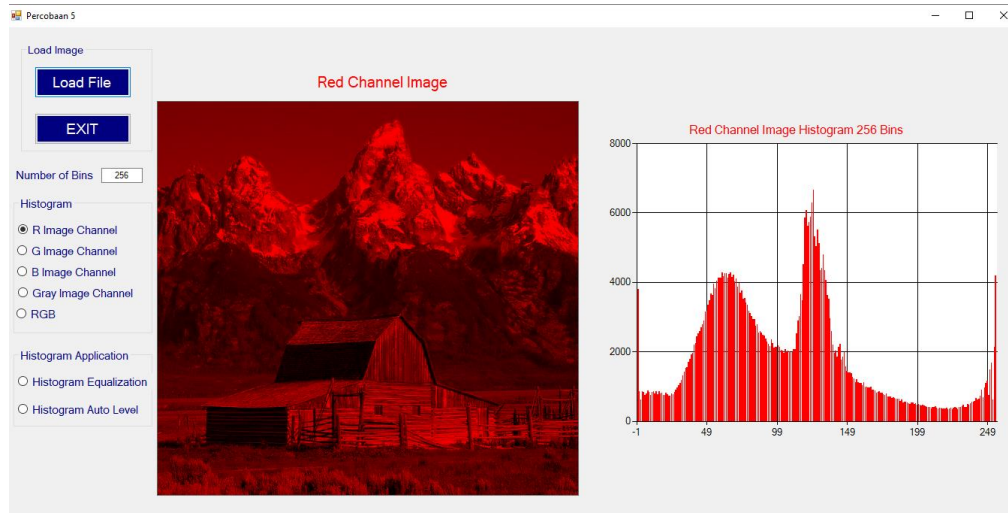 Percobaan 5
Load Image
Load File
EXIT
Number of Bins 256
Histogram
R Image Channel
G Image Channel
B Image Channel
Gray Image Channel
RGB
Histogram Application
Histogram Equalization
Histogram Auto Level
Red Channel Image
Red Channel Image Histogram 256 Bins
8000
6000
4000
2000
0
-1 49 99 149 199 249